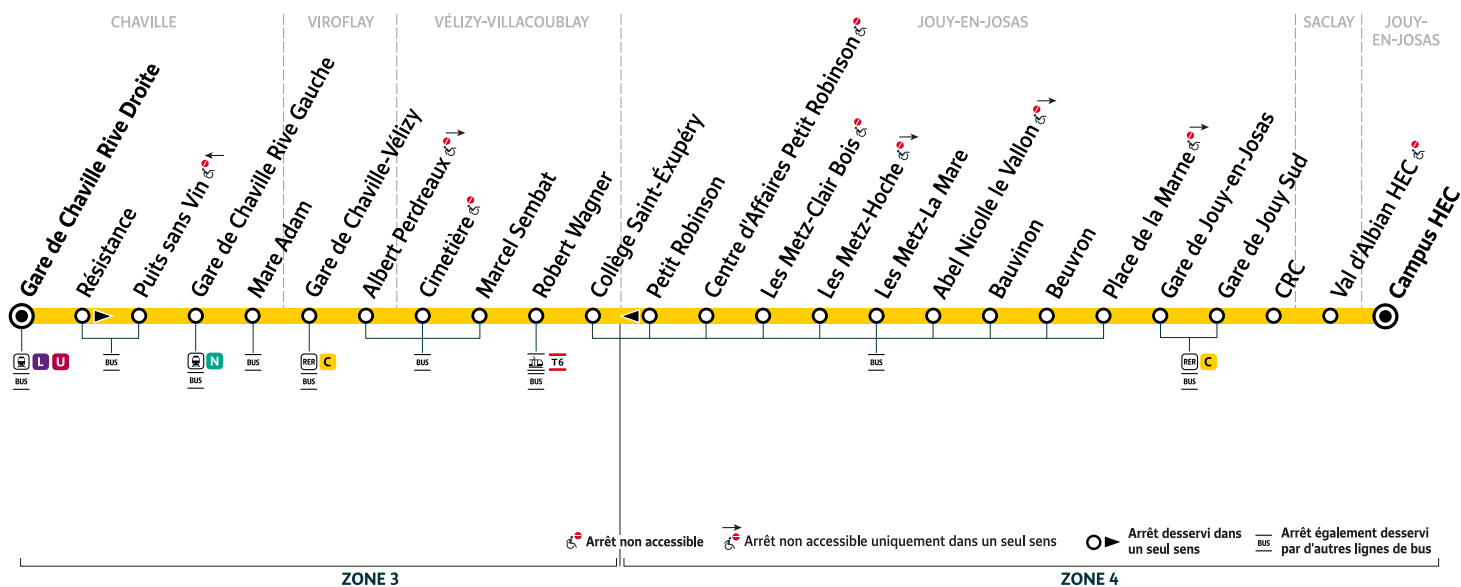 CHAVILLE
VIROFLAY
VÉLIZY-VILLACOUBLAY
JOUY-EN-JOSAS
SACLAY
JOUY-
EN-JOSAS
Gare de Chaville Rive Droite
Résistance
Puits sans Vin
Gare de Chaville Rive Gauche
Mare Adam
Gare de Chaville-Vélizy
Albert Perdreaux
Cimetière
Marcel Sembat
Robert Wagner
Collège Saint-Éxupéry
Petit Robinson
Centre d'Affaires Petit Robinson
Les Metz-Clair Bois
Les Metz-Hoche
Les Metz-La Mare
Abel Nicolle le Vallon
Bauvinon
Beuvron
Place de la Marne
Gare de Jouy-en-Josas
Gare de Jouy Sud
CRC
Val d'Albian HEC
Campus HEC
L U
BUS
BUS
N
BUS
BUS
RER C
BUS
BUS
T6
BUS
BUS
RER C
BUS
Arrêt non accessible
Arrêt non accessible uniquement dans un seul sens
Arrêt desservi dans
un seul sens
BUS
Arrêt également desservi
par d'autres lignes de bus
ZONE 3
ZONE 4